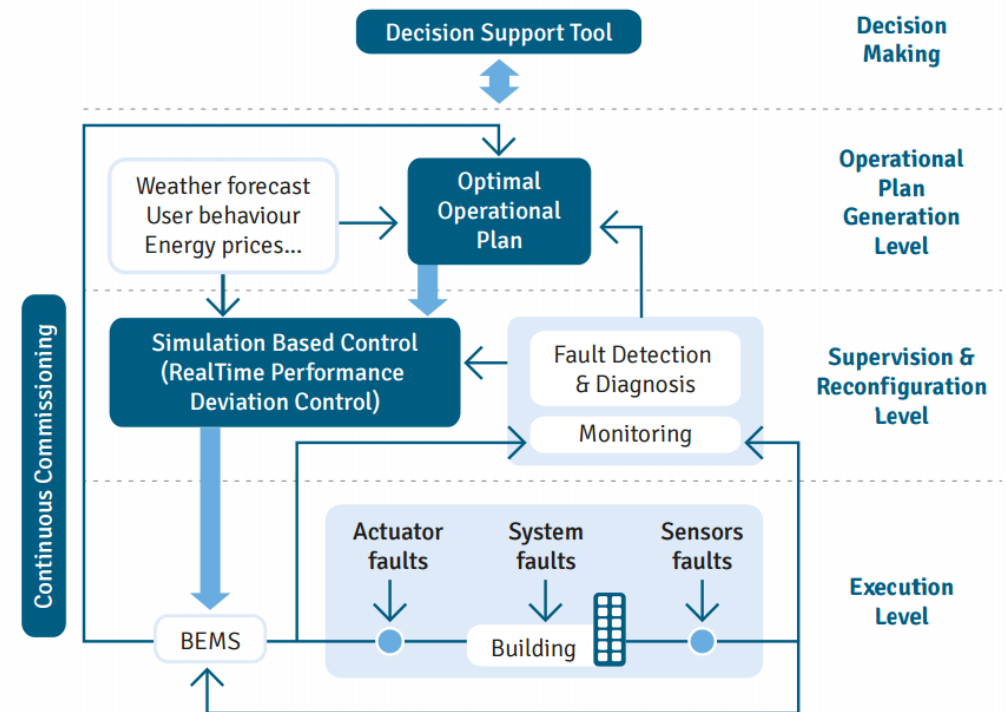 Decision Support Tool
Decision
Making
Weather forecast
User behaviour
Energy prices...
Optimal
Operational
Plan
Operational
Plan
Generation
Level
Continuous Commissioning
Simulation Based Control
(RealTime Performance
Deviation Control)
Fault Detection
& Diagnosis
Monitoring
Supervision &
Reconfiguration
Level
Actuator
faults
System
faults
Sensors
faults
BEMS
Building
Execution
Level